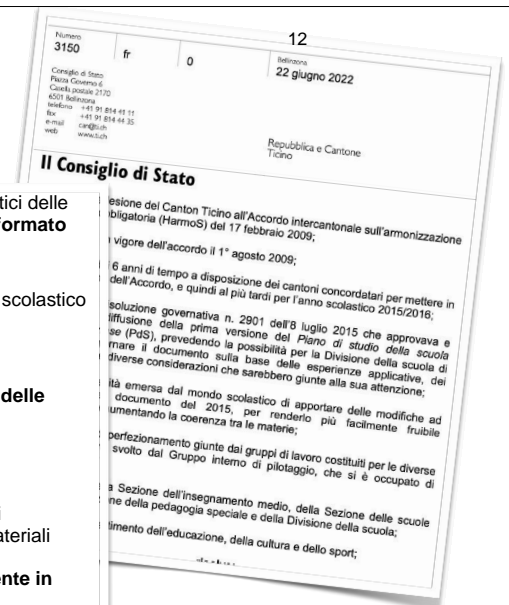 12
Numero
3150
fr
0
Bellinzona
22 giugno 2022
Consiglio di Stato
Piazza Governo 6
Casella postale 2170
6501 Bellinzona
telefono +41 91 814 41 11
fax +41 91 814 44 35
e-mail can@ti.ch
web www.ti.ch
Repubblica e Cantone
Ticino
Il Consiglio di Stato
esione del Canton Ticino all'Accordo intercantonale sull'armonizzazione
bligatoria (HarmoS) del 17 febbraio 2009;
vigore dell'accordo il 1° agosto 2009;
i 6 anni di tempo a disposizione dei cantoni concordatari per mettere in
dell'Accordo, e quindi al più tardi per l'anno scolastico 2015/2016;
soluzione governativa n. 2901 dell'8 luglio 2015 che approvava e
diffusione della prima versione del Piano di studio della scuola
se (PdS), prevedendo la possibilità per la Divisione della scuola di
rmare il documento sulla base delle esperienze applicative, dei
diverse considerazioni che sarebbero giunte alla sua attenzione;
ità emersa dal mondo scolastico di apportare delle modifiche ad
documento del 2015, per renderlo più facilmente fruibile
umentando la coerenza tra le materie;
perfezionamento giunte dai gruppi di lavoro costituiti per le diverse
svolto dal Gruppo interno di pilotaggio, che si è occupato di
a Sezione dell'insegnamento medio, della Sezione delle scuole
ne della pedagogia speciale e della Divisione della scuola;
rtimento dell'educazione, della cultura e dello sport;
tici delle
formato
scolastico
delle
i
ateriali
nte in